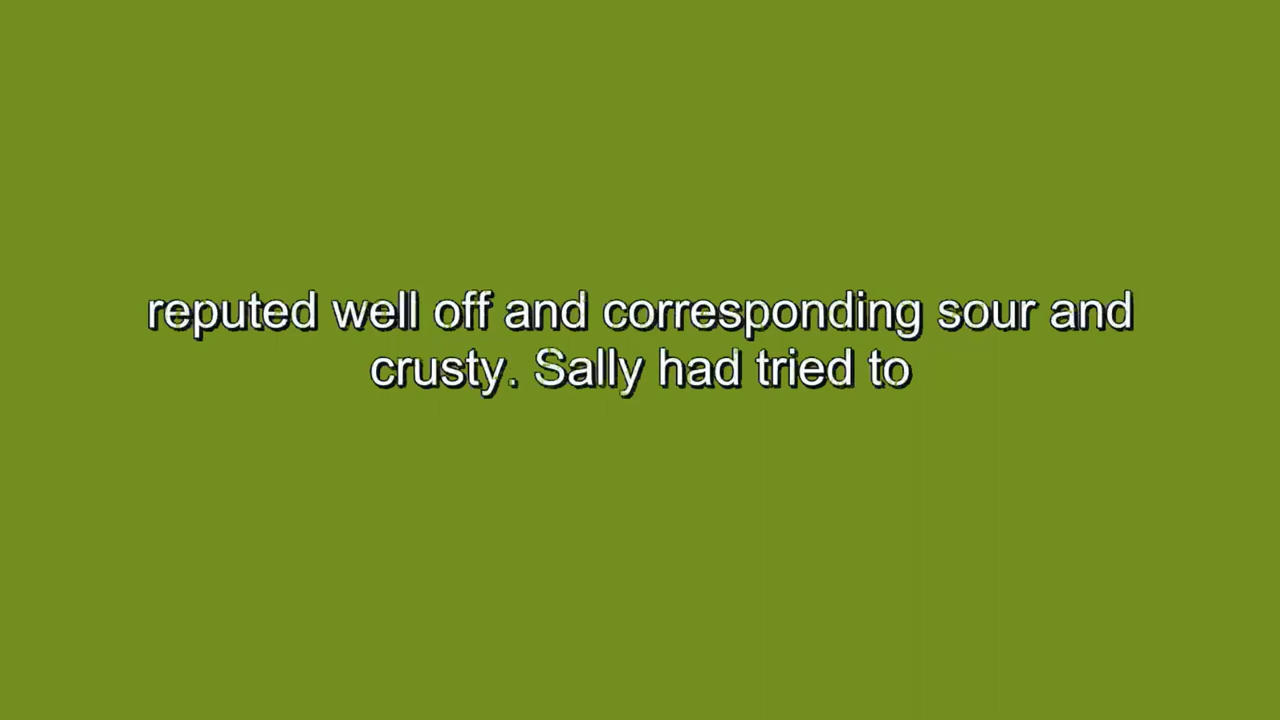 reputed well off and corresponding sour and
crusty. Sally had tried to